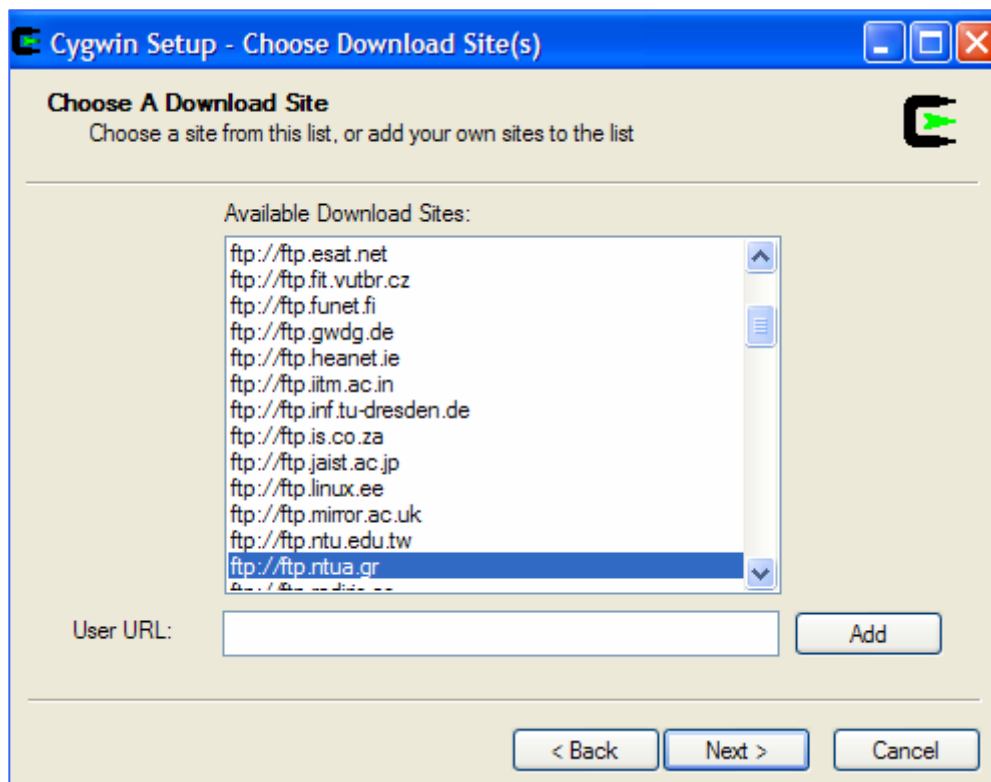 Cygwin Setup - Choose Download Site(s)
Choose A Download Site
Choose a site from this list, or add your own sites to the list
Available Download Sites:
ftp://ftp.esat.net
ftp://ftp.fit.vutbr.cz
ftp://ftp.funet.fi
ftp://ftp.gwdg.de
ftp://ftp.heanet.ie
ftp://ftp.iitm.ac.in
ftp://ftp.inf.tu-dresden.de
ftp://ftp.is.co.za
ftp://ftp.jaist.ac.jp
ftp://ftp.linux.ee
ftp://ftp.mirror.ac.uk
ftp://ftp.ntu.edu.tw
ftp://ftp.ntua.gr
User URL:
Add
< Back
Next >
Cancel